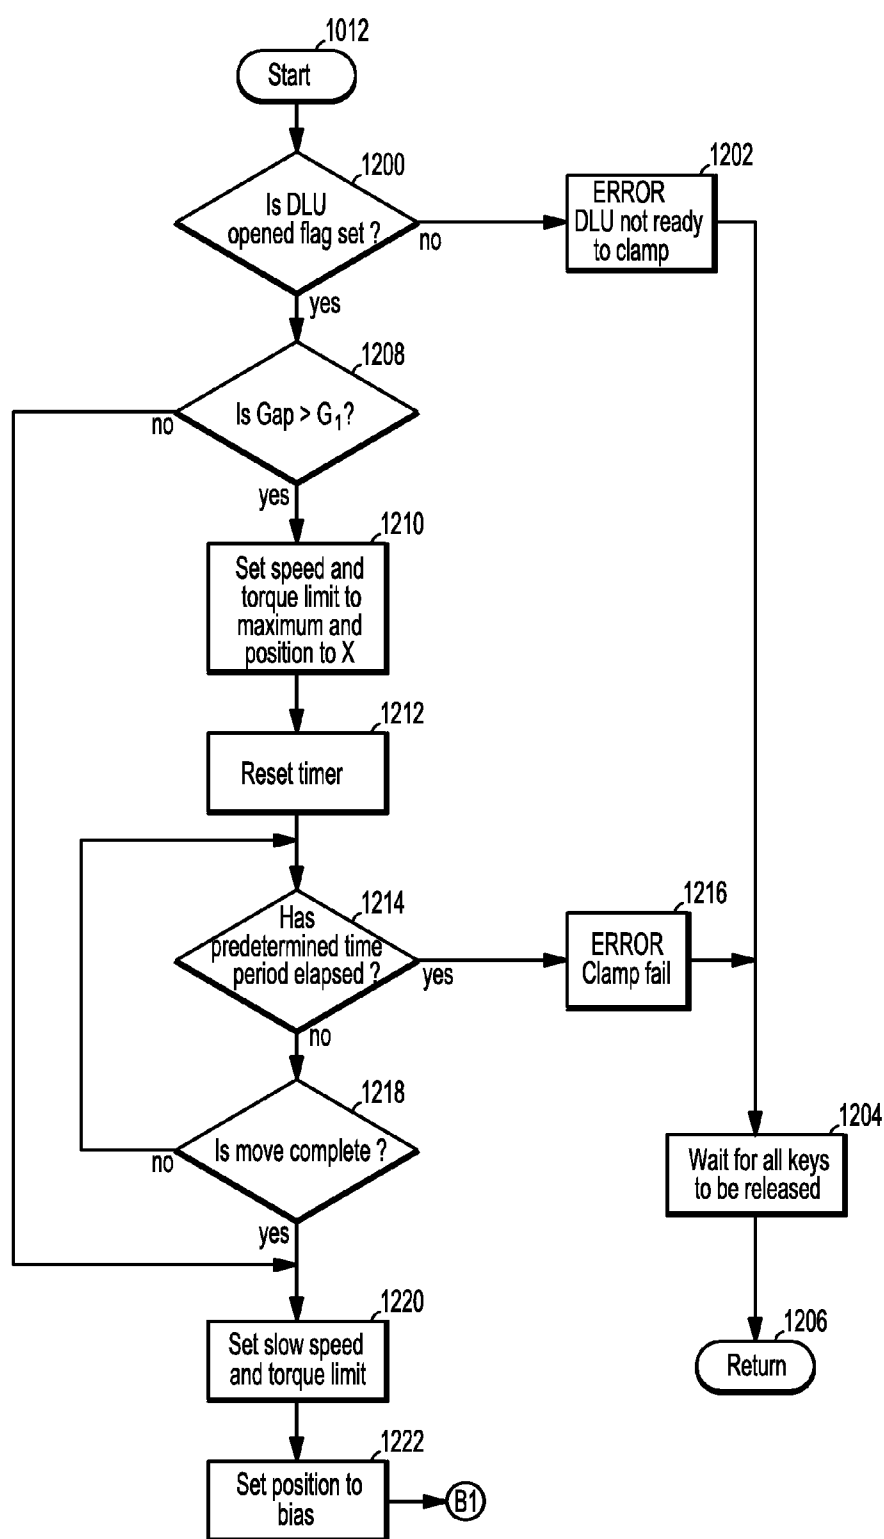 1012
Start
1200
Is DLU
opened flag set ?
no
yes
1202
ERROR
DLU not ready
to clamp
1208
Is Gap > G1?
no
yes
1210
Set speed and
torque limit to
maximum and
position to X
1212
Reset timer
1214
Has
predetermined time
period elapsed ?
yes
no
1216
ERROR
Clamp fail
1218
Is move complete ?
no
yes
1204
Wait for all keys
to be released
1206
Return
1220
Set slow speed
and torque limit
1222
Set position to
bias
B1